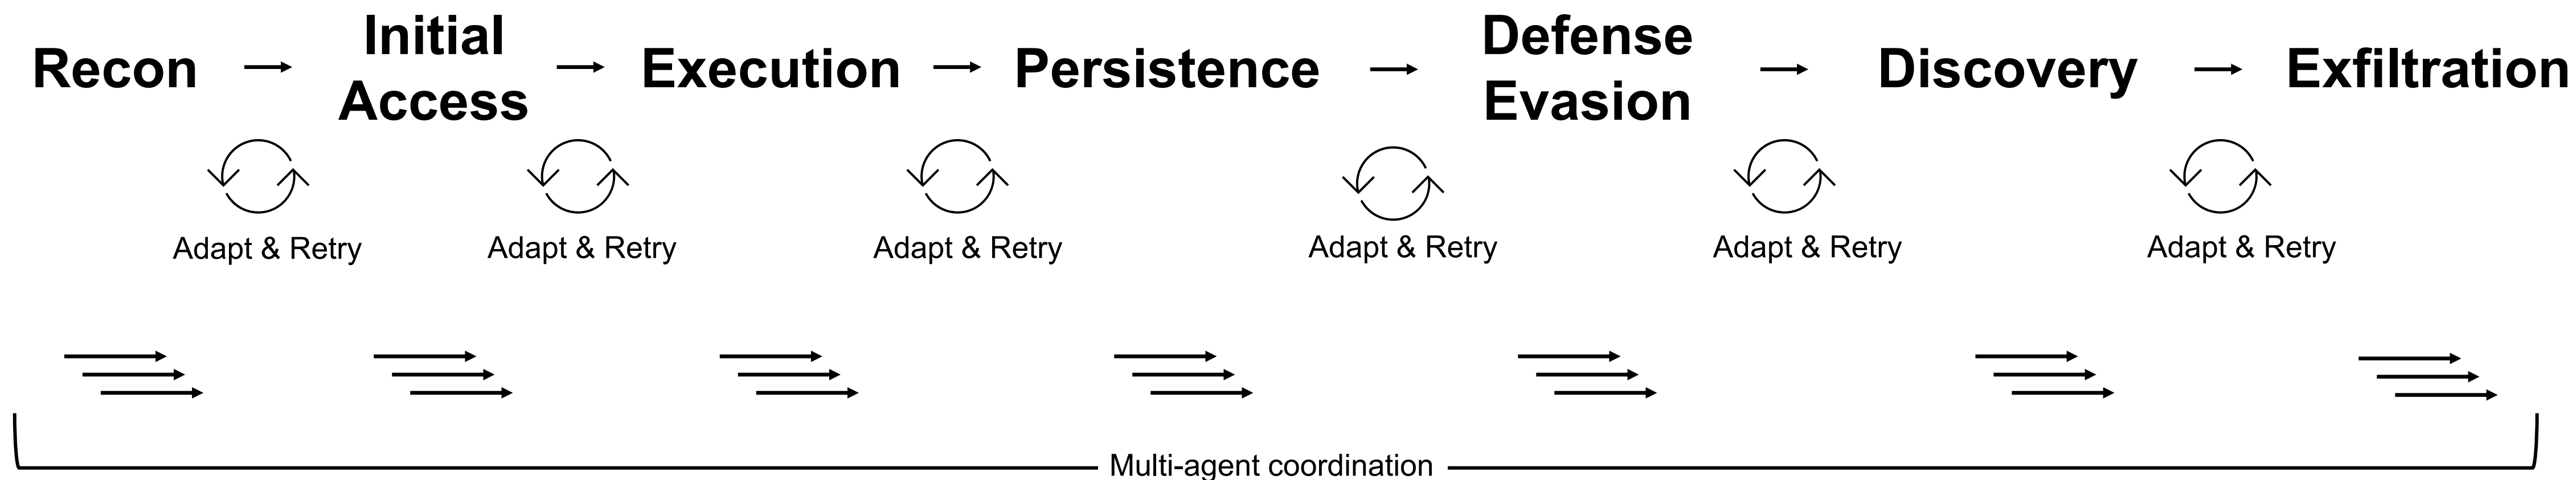 Recon
Initial
Access
Execution
Persistence
Defense
Evasion
Discovery
Exfiltration
Adapt & Retry
Adapt & Retry
Adapt & Retry
Adapt & Retry
Adapt & Retry
Adapt & Retry
Multi-agent coordination